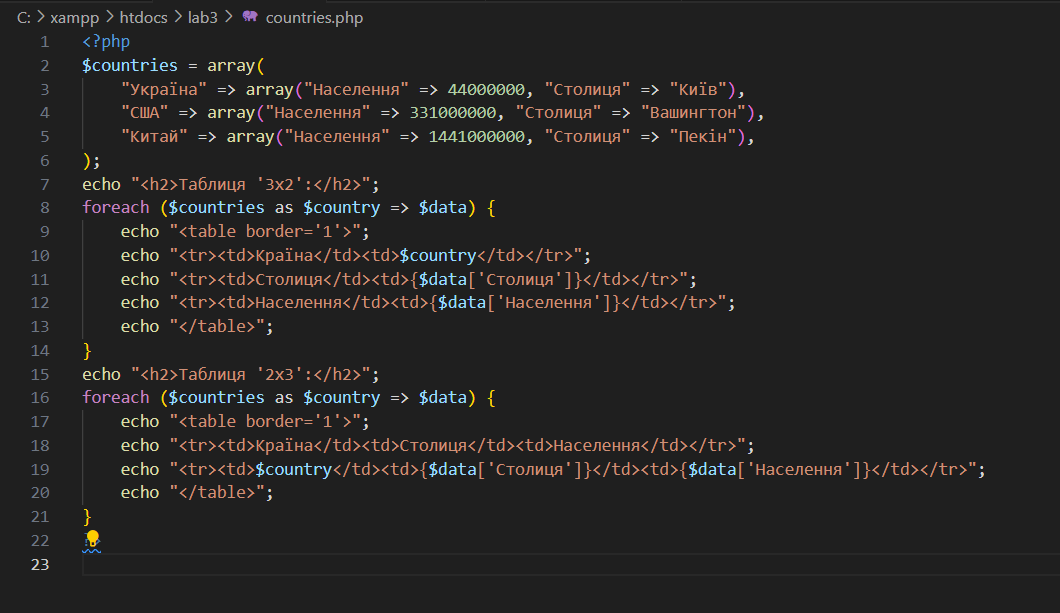 C: > xampp > htdocs > lab3 > countries.php
1 <?php
2 $countries = array(
3 "Україна" => array("Населення" => 44000000, "Столиця" => "Київ"),
4 "США" => array("Населення" => 331000000, "Столиця" => "Вашингтон"),
5 "Китай" => array("Населення" => 1441000000, "Столиця" => "Пекін"),
6 );
7 echo "<h2>Таблиця '3x2':</h2>";
8 foreach ($countries as $country => $data) {
9 echo "<table border='1'>";
10 echo "<tr><td>Країна</td><td>$country</td></tr>";
11 echo "<tr><td>Столиця</td><td>{$data['Столиця']}</td></tr>";
12 echo "<tr><td>Населення</td><td>{$data['Населення']}</td></tr>";
13 echo "</table>";
14 }
15 echo "<h2>Таблиця '2x3':</h2>";
16 foreach ($countries as $country => $data) {
17 echo "<table border='1'>";
18 echo "<tr><td>Країна</td><td>Столиця</td><td>Населення</td></tr>";
19 echo "<tr><td>$country</td><td>{$data['Столиця']}</td><td>{$data['Населення']}</td></tr>";
20 echo "</table>";
21 }
22
23